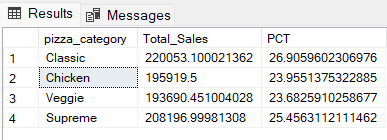 Results Messages
pizza_category Total_Sales PCT
1 Classic 220053.100021362 26.9059602306976
2 Chicken 195919.5 23.9551375322885
3 Veggie 193690.451004028 23.6825910258677
4 Supreme 208196.99981308 25.4563112111462